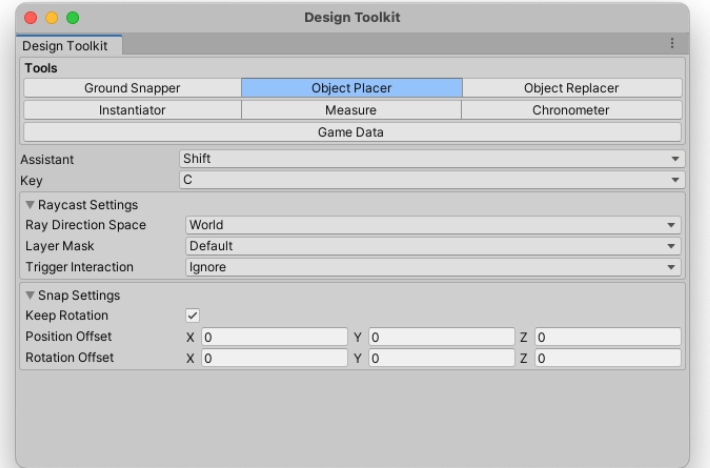 Design Toolkit
Design Toolkit
Tools
Ground Snapper Object Placer Object Replacer
Instantiator Measure Chronometer
Game Data
Assistant Shift
Key C
Raycast Settings
Ray Direction Space World
Layer Mask Default
Trigger Interaction Ignore
Snap Settings
Keep Rotation
Position Offset X 0 Y 0 Z 0
Rotation Offset X 0 Y 0 Z 0